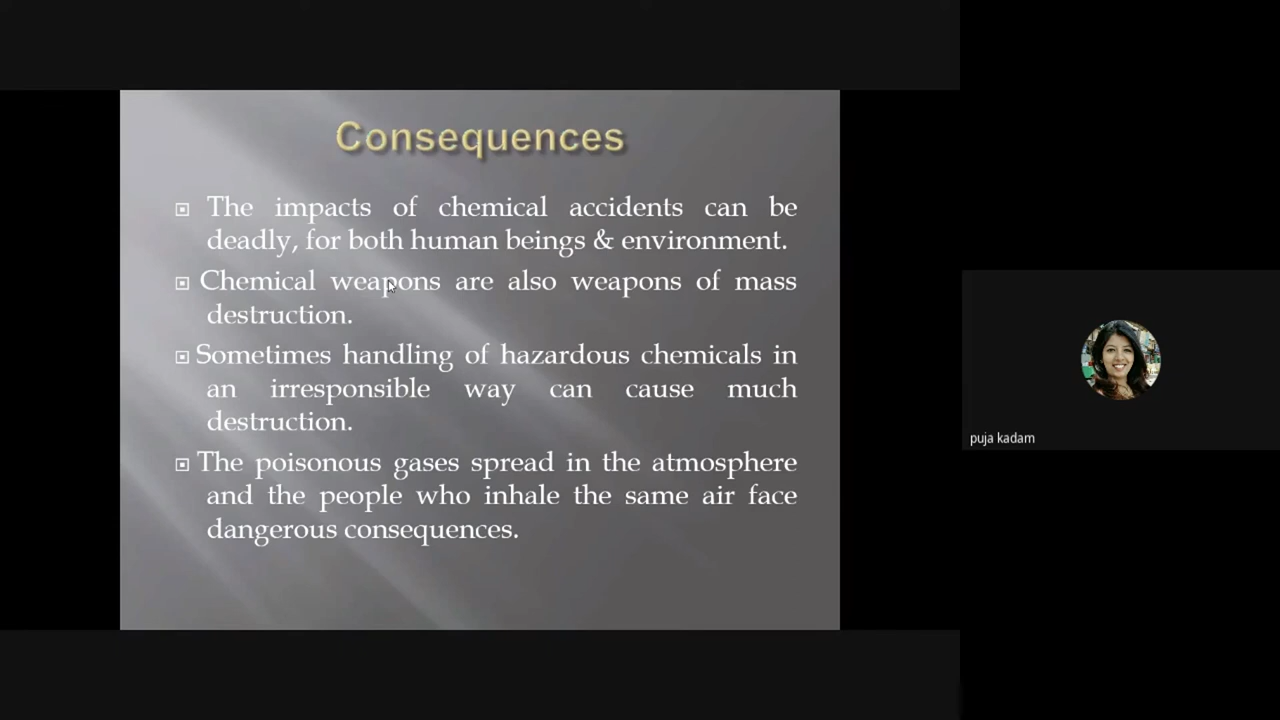 Consequences
The impacts of chemical accidents can be
deadly, for both human beings & environment.
Chemical weapons are also weapons of mass
destruction.
Sometimes handling of hazardous chemicals in
an irresponsible way can cause much
destruction.
The poisonous gases spread in the atmosphere
and the people who inhale the same air face
dangerous consequences.
puja kadam